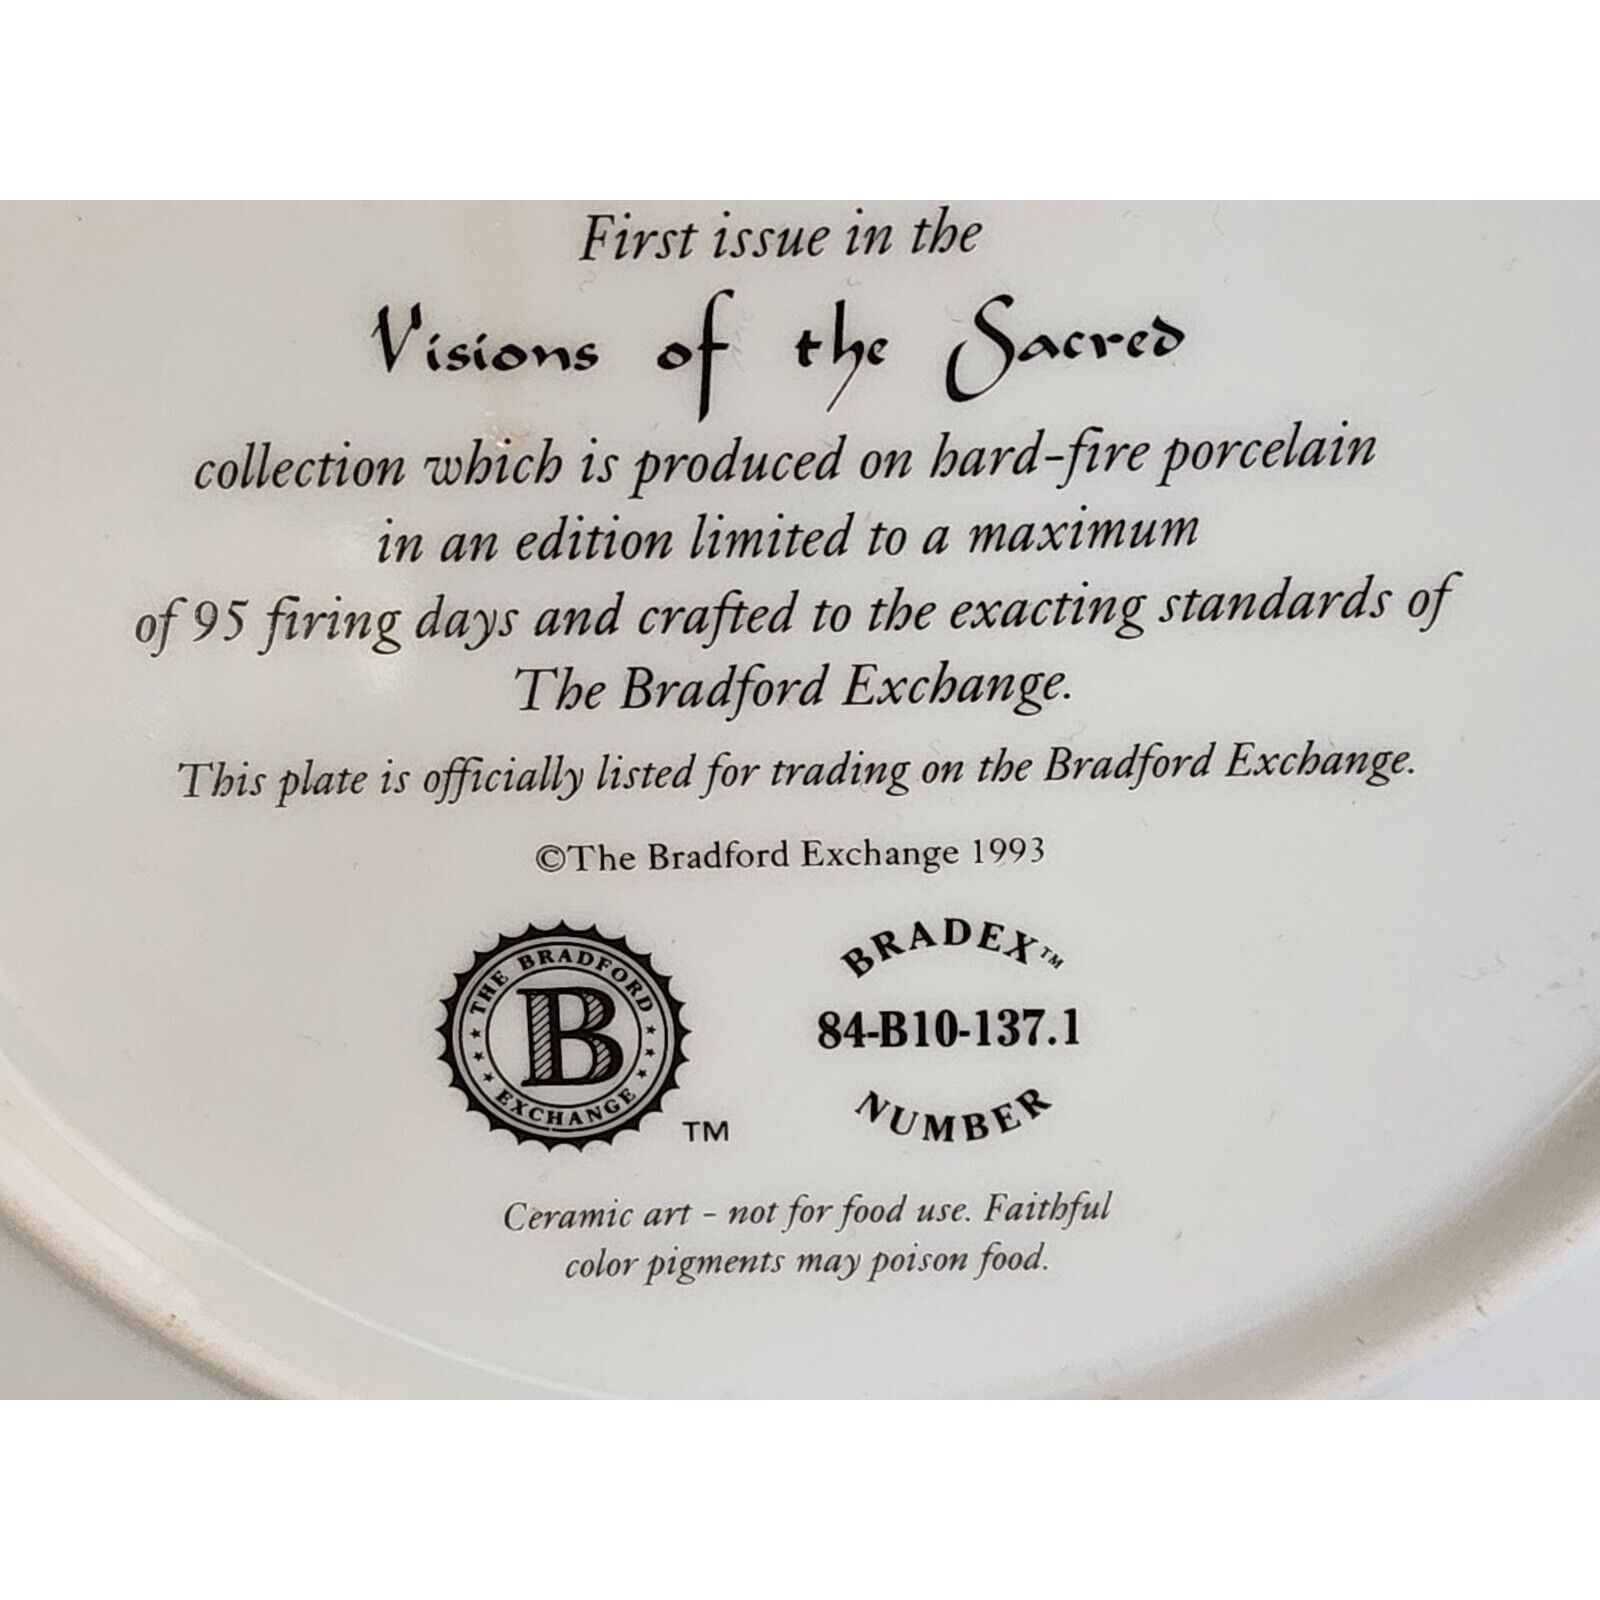 First issue in the
Visions of the Sacred
collection which is produced on hard-fire porcelain
in an edition limited to a maximum
of 95 firing days and crafted to the exacting standards of
The Bradford Exchange.
This plate is officially listed for trading on the Bradford Exchange.
©The Bradford Exchange 1993
THE BRADFORD
B
EXCHANGE
TM
BRADEX™
84-B10-137.1
NUMBER
Ceramic art - not for food use. Faithful
color pigments may poison food.